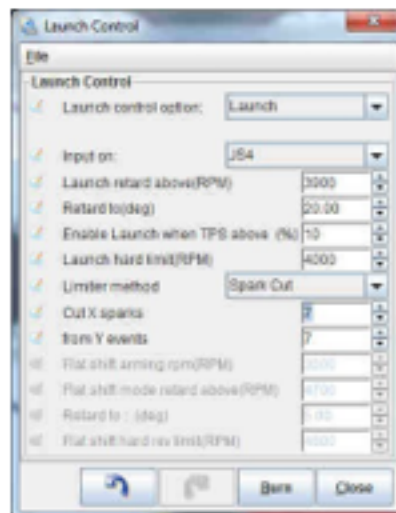 Launch Control
File
Launch Control
Launch control option: Launch
Input on: JS4
Launch retard above(RPM) 3900
Retard to(deg) 20.00
Enable Launch when TPS above (%) 10
Launch hard limit(RPM) 4000
Limiter method Spark Cut
Cut X sparks
from Y events 7
Flat shift arming rpm(RPM)
Flat shift mode retard above(RPM)
Retard to : (deg)
Flat shift hard rev limit(RPM)
Burn Close